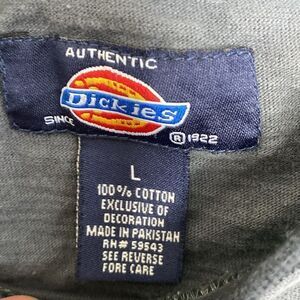 AUTHENTIC
Dickies
SINCE ® 1922
L
100% COTTON
EXCLUSIVE OF
DECORATION
MADE IN PAKISTAN
RN# 59543
SEE REVERSE
FORE CARE